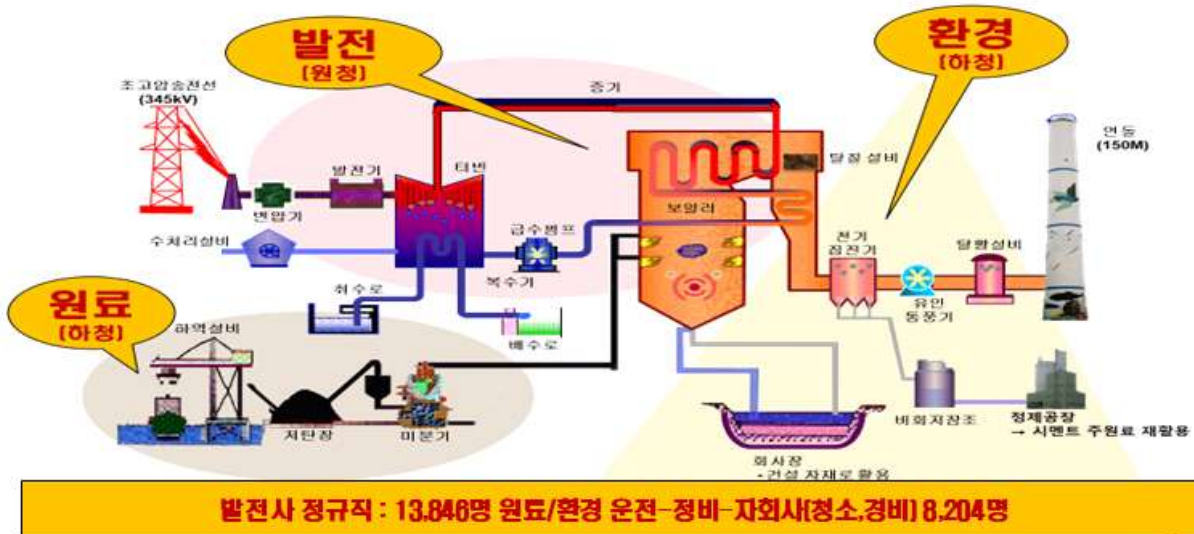 발전
(원청)
환경
(하청)
초고압송전선
(345kV)
증기
연돌
(150M)
발전기
터빈
탈질설비
변압기
보일러
수처리설비
급수펌프
전기
집진기
탈황설비
복수기
취수로
유인
통풍기
원료
(하청)
하역설비
배수로
저탄장
미분기
비회저장조
정제공장
→ 시멘트 주원료 재활용
회사장
- 건설 자재로 활용
발전사 정규직 : 13,846명 원료/환경 운전-정비-자회사(청소,경비) 8,204명